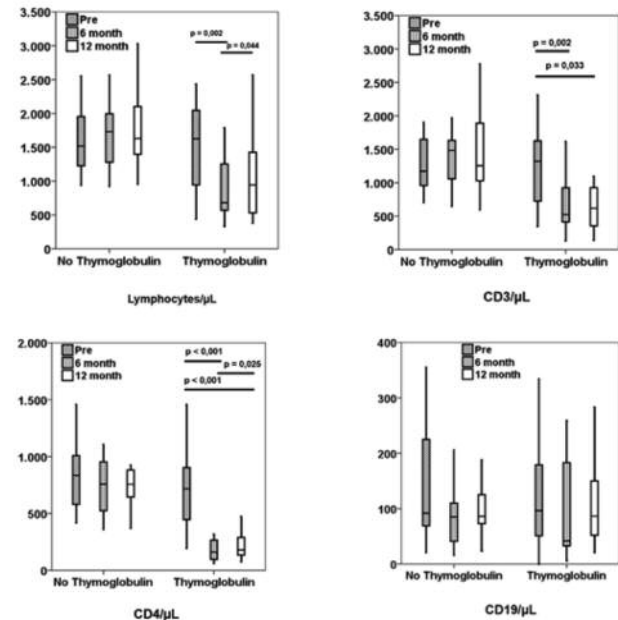 3.500
3.000
2.500
2.000
1.500
1.000
500
0
Pre
6 month
12 month
p = 0,002
p = 0,044
No Thymoglobulin Thymoglobulin
Lymphocytes/µL
3.500
3.000
2.500
2.000
1.500
1.000
500
0
Pre
6 month
12 month
p = 0,002
p = 0,033
No Thymoglobulin Thymoglobulin
CD3/µL
2.000
1.500
1.000
500
0
Pre
6 month
12 month
p < 0,001
p = 0,025
p < 0,001
No Thymoglobulin Thymoglobulin
CD4/µL
400
300
200
100
0
Pre
6 month
12 month
No Thymoglobulin Thymoglobulin
CD19/µL